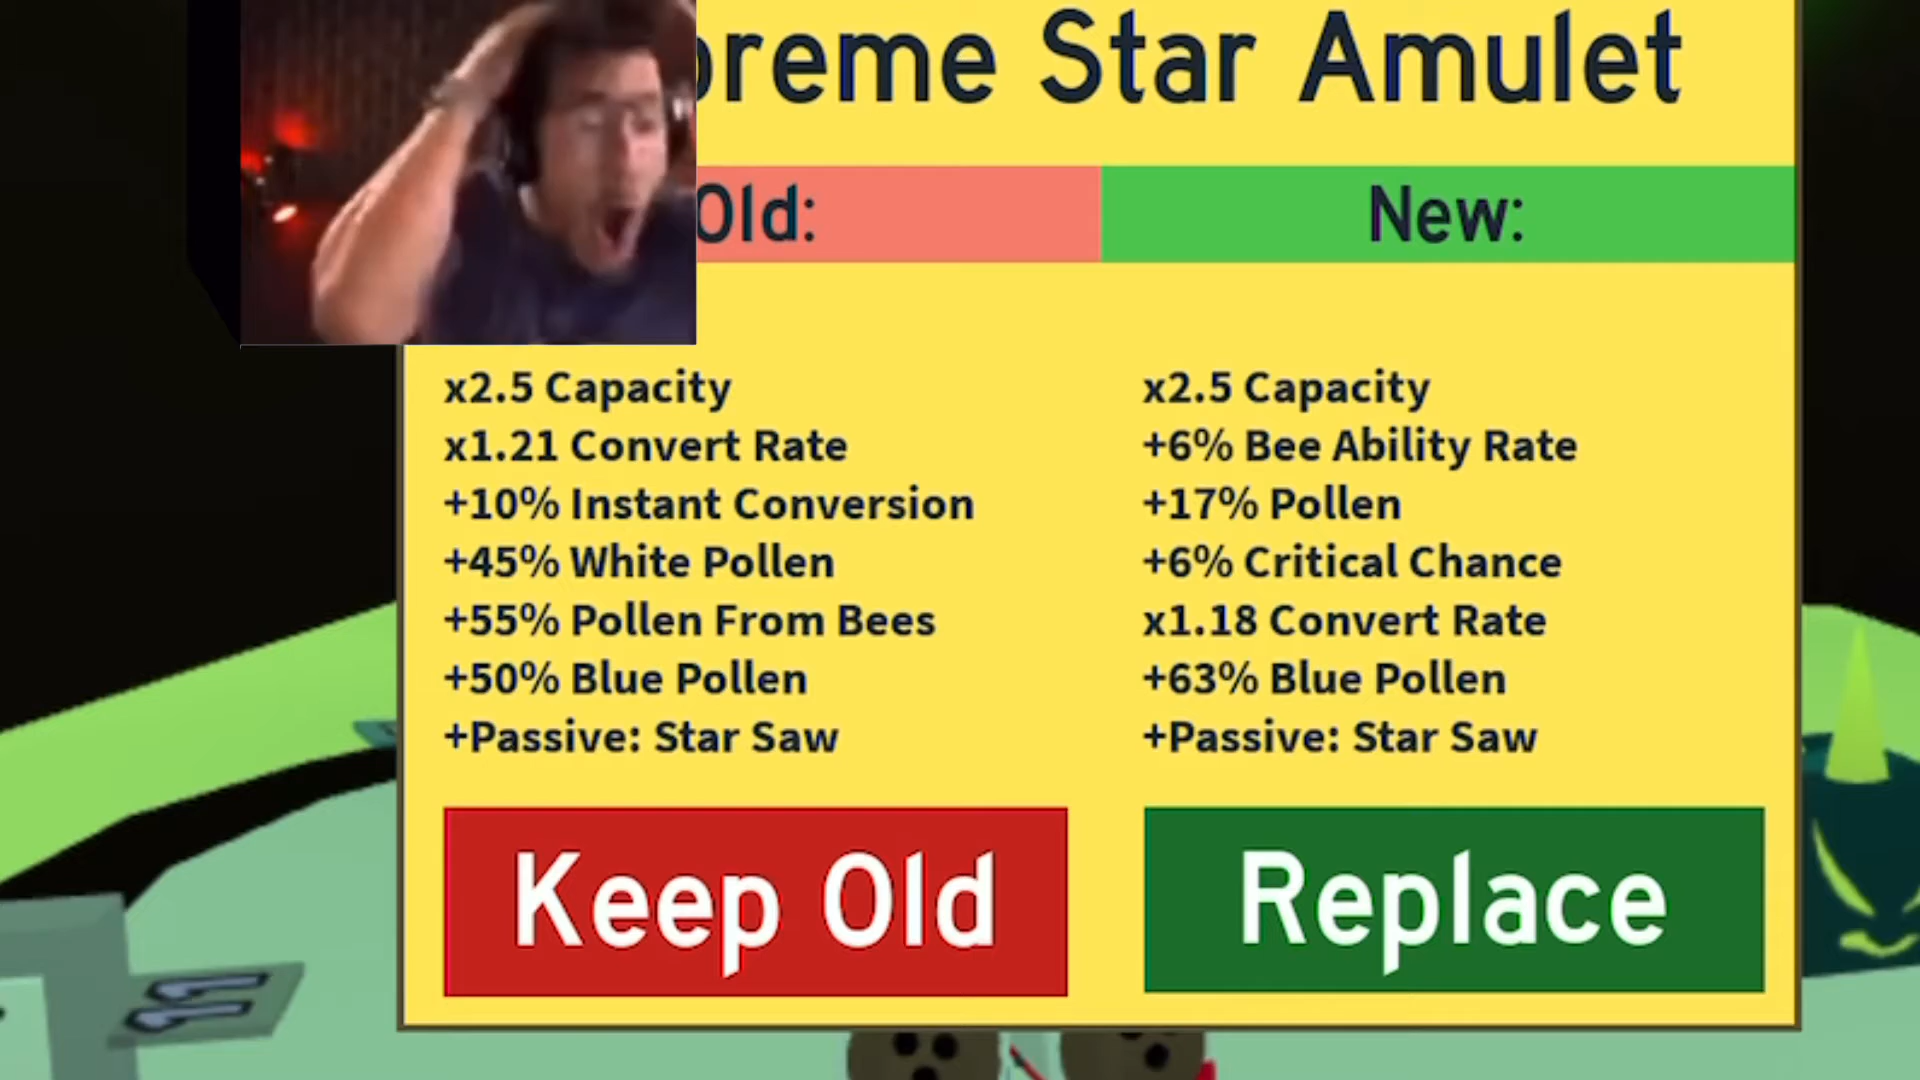 preme Star Amulet
Old:
New:
x2.5 Capacity
x1.21 Convert Rate
+10% Instant Conversion
+45% White Pollen
+55% Pollen From Bees
+50% Blue Pollen
+Passive: Star Saw
x2.5 Capacity
+6% Bee Ability Rate
+17% Pollen
+6% Critical Chance
x1.18 Convert Rate
+63% Blue Pollen
+Passive: Star Saw
Keep Old
Replace